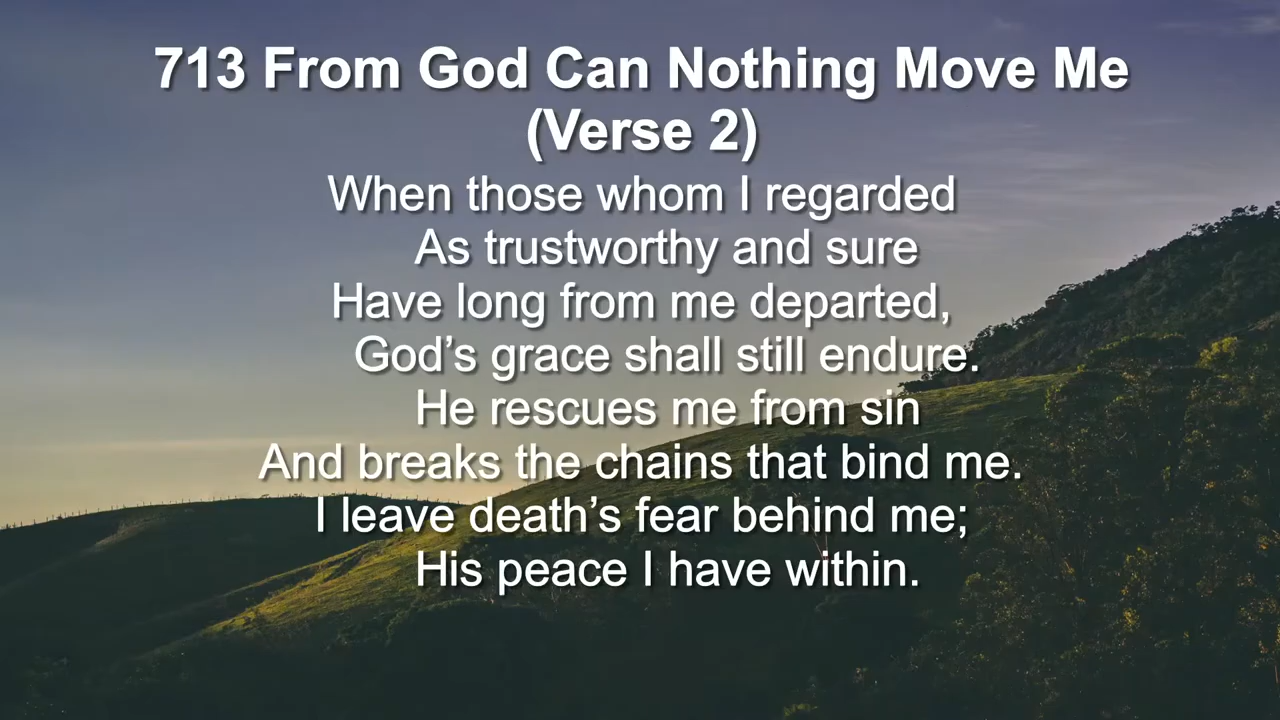 713 From God Can Nothing Move Me
(Verse 2)
When those whom I regarded
As trustworthy and sure
Have long from me departed,
God’s grace shall still endure.
He rescues me from sin
And breaks the chains that bind me.
I leave death’s fear behind me;
His peace I have within.